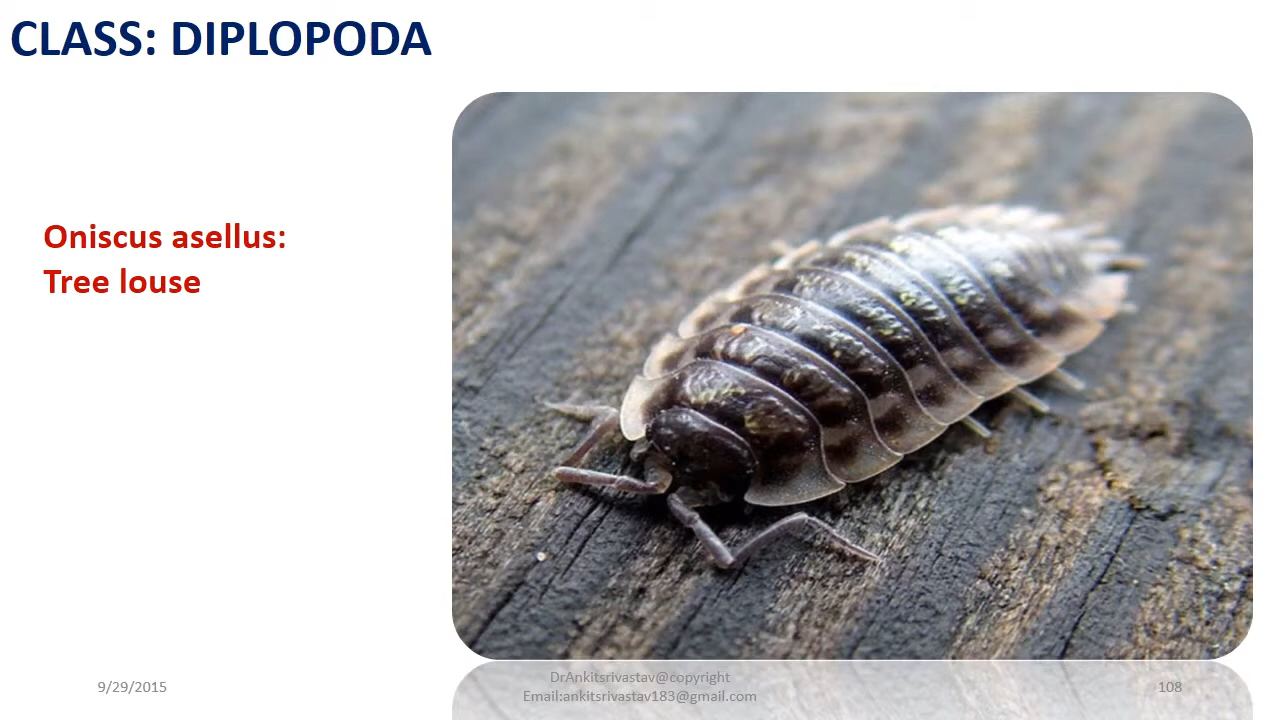 CLASS: DIPLOPODA
Oniscus asellus:
Tree louse
9/29/2015
DrAnkitsrivastav@copyright
Email:ankitsrivastav183@gmail.com
108